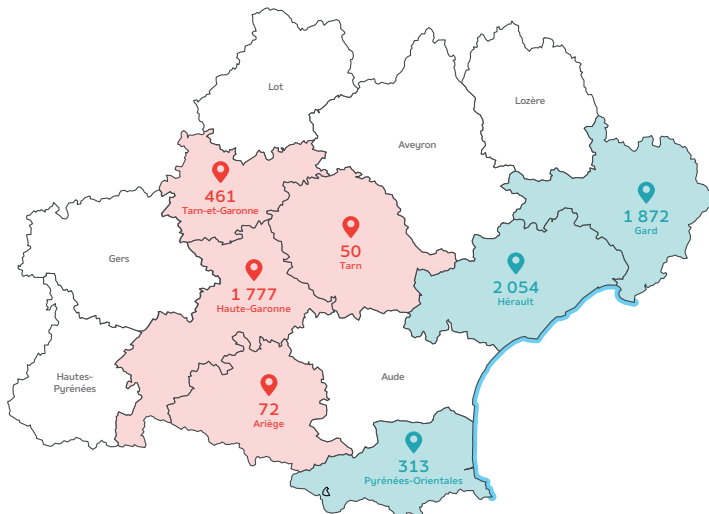 Lot
Lozère
Aveyron
461
Tarn-et-Garonne
1 872
Gard
50
Tarn
Gers
2 054
Hérault
1 777
Haute-Garonne
Hautes-
Pyrénées
Aude
72
Ariège
313
Pyrénées-Orientales